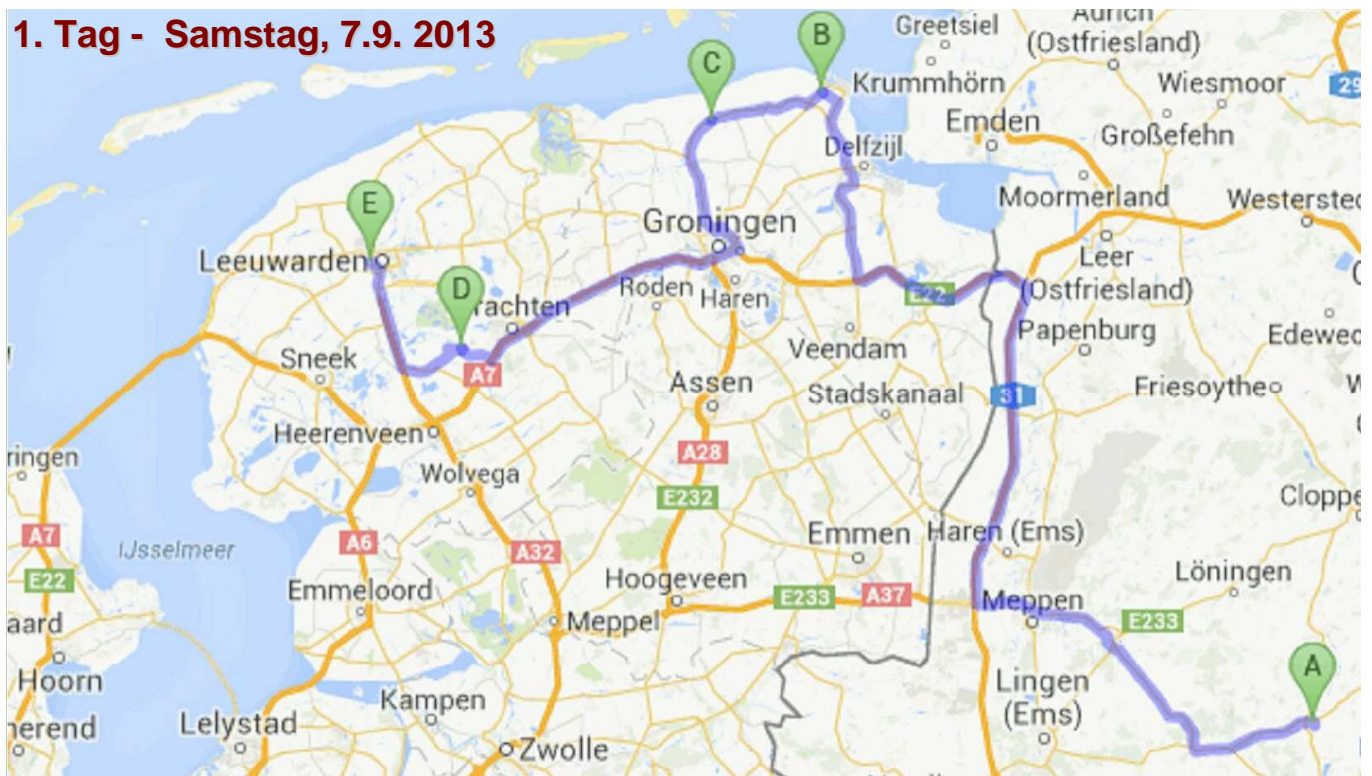 1. Tag - Samstag, 7.9. 2013
Greetsiel
Aurich
(Ostfriesland)
B
C
Krummhörn
Wiesmoor
29
Emden
Großefehn
Delfzijl
Moormerland
Westersted
E
Groningen
Leeuwarden
Leer
(Ostfriesland)
D
rachten
Roden
Haren
E22
Papenburg
Edewec
Sneek
A7
Veendam
Assen
Stadskanaal
31
Friesoythe
Heerenveen
ringen
A28
Wolvega
E232
Cloppe
A7
IJsselmeer
A6
A32
Emmen
Haren (Ems)
E22
Emmeloord
Hoogeveen
E233
A37
Löningen
Meppen
E233
aard
Meppel
A
Hoorn
Kampen
Lingen
(Ems)
nerend
Lelystad
Zwolle